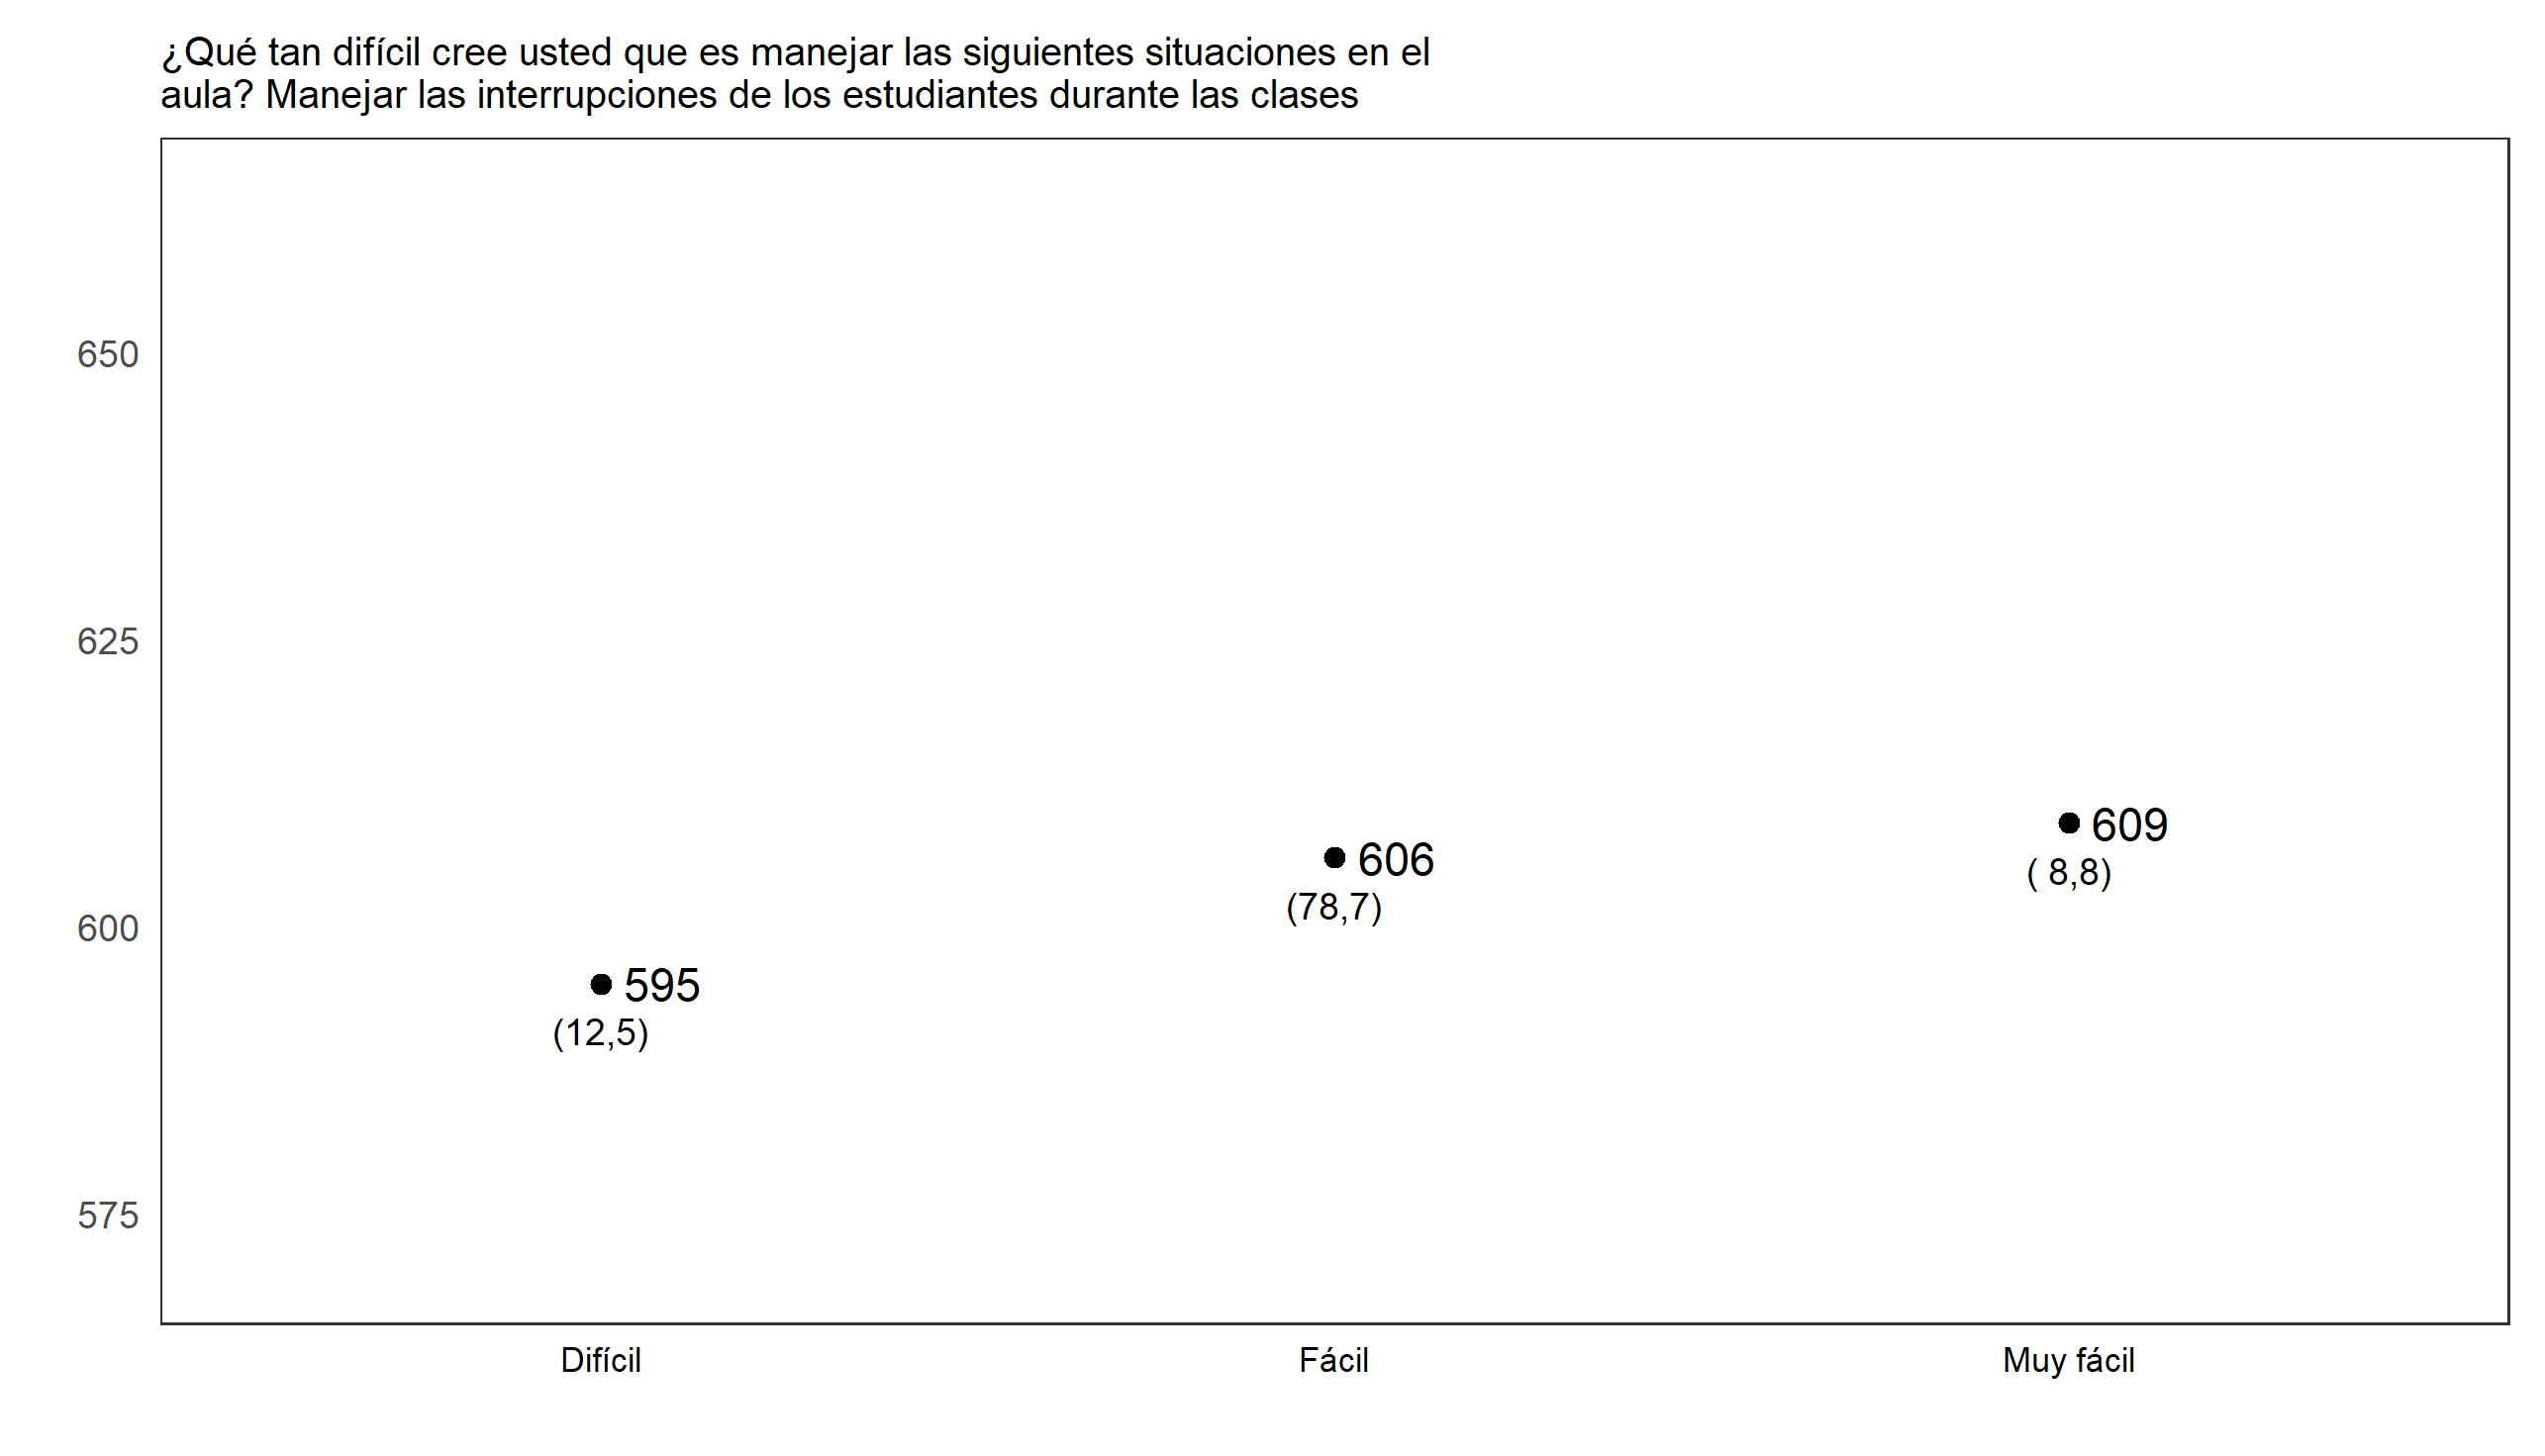 ¿Qué tan difícil cree usted que es manejar las siguientes situaciones en el
aula? Manejar las interrupciones de los estudiantes durante las clases
650
625
609
( 8,8)
606
(78,7)
600
595
(12,5)
575
Difícil
Fácil
Muy fácil